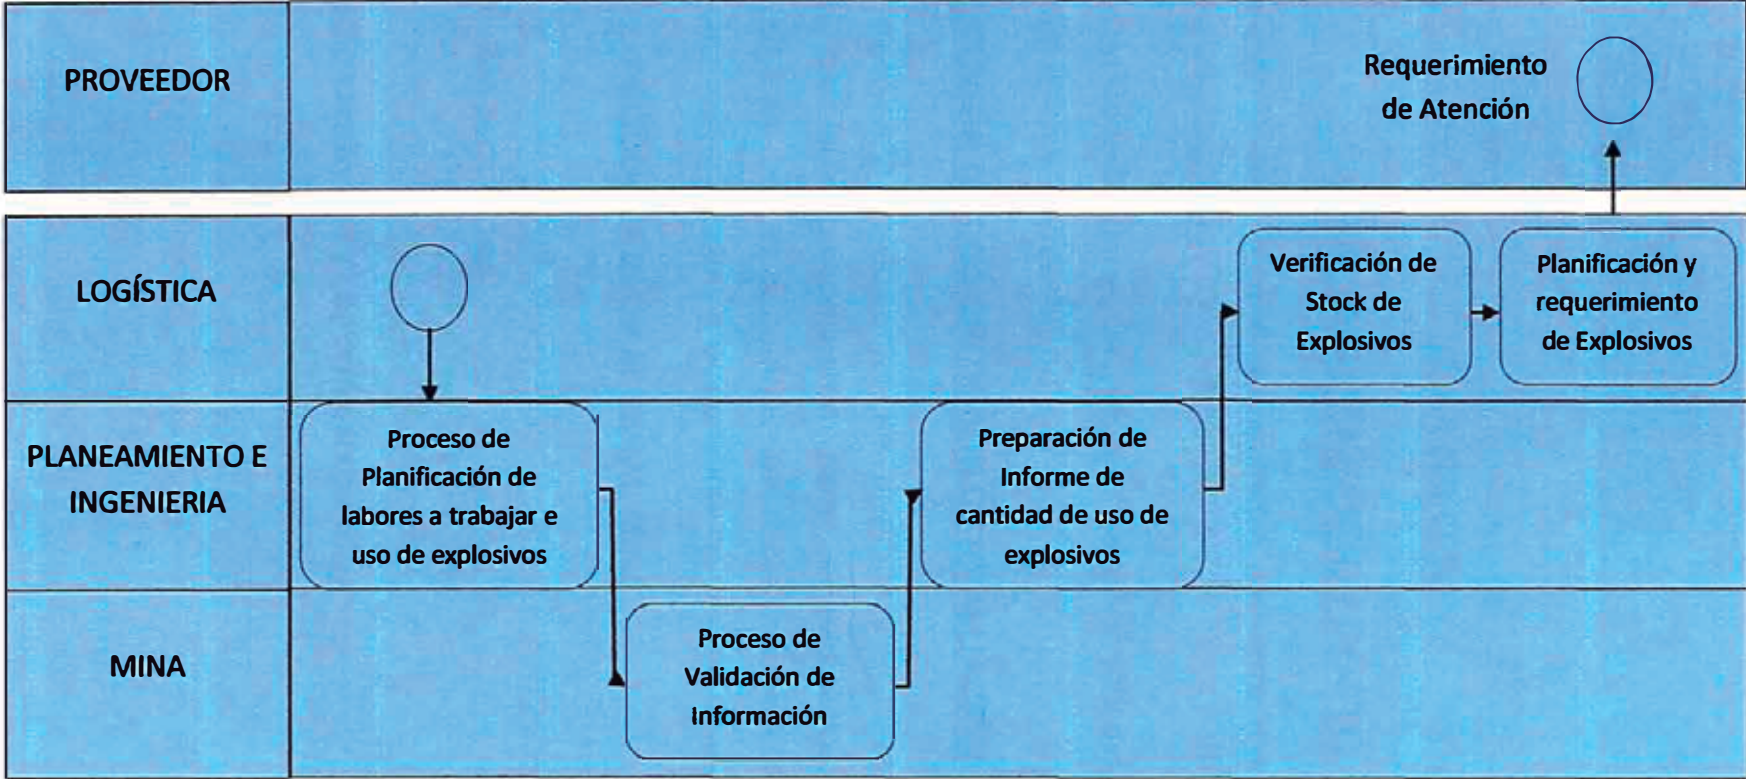 PROVEEDOR
Requerimiento
de Atención
LOGÍSTICA
Verificación de
Stock de
Explosivos
Planificación y
requerimiento
de Explosivos
PLANEAMIENTO E
INGENIERIA
Proceso de
Planificación de
labores a trabajar e
uso de explosivos
Preparación de
Informe de
cantidad de uso de
explosivos
MINA
Proceso de
Validación de
Información